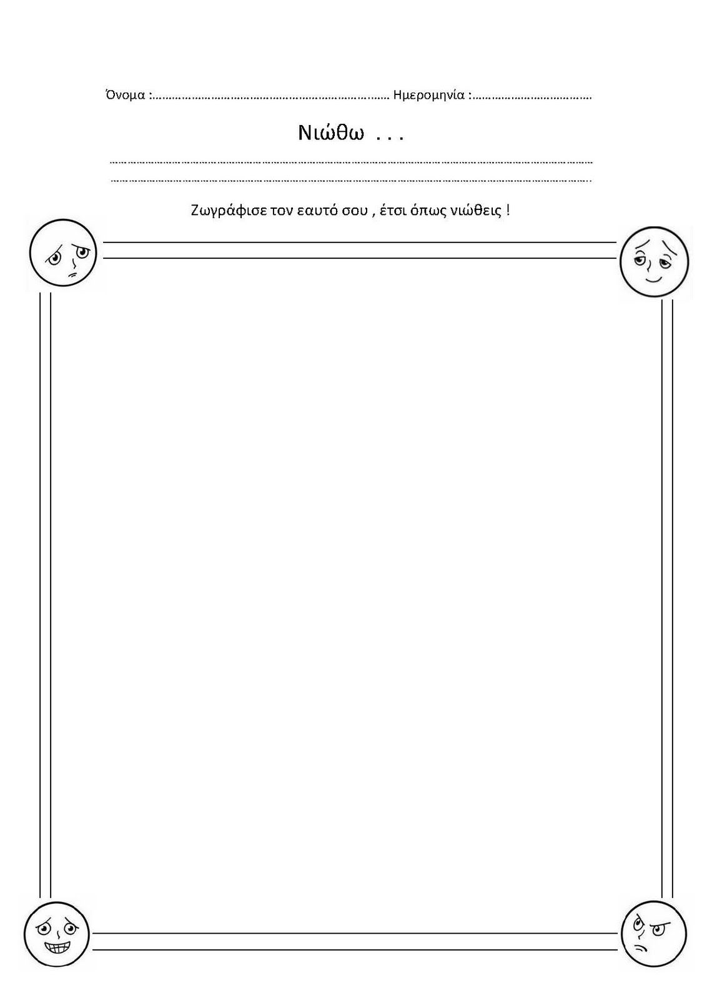 Όνομα :……………………………………………………………… Ημερομηνία :……………………………….
Νιώθω . . .
………………………………………………………………………………………………………………………………………………
……………………………………………………………………………………………………………………………………………..
Ζωγράφισε τον εαυτό σου , έτσι όπως νιώθεις !